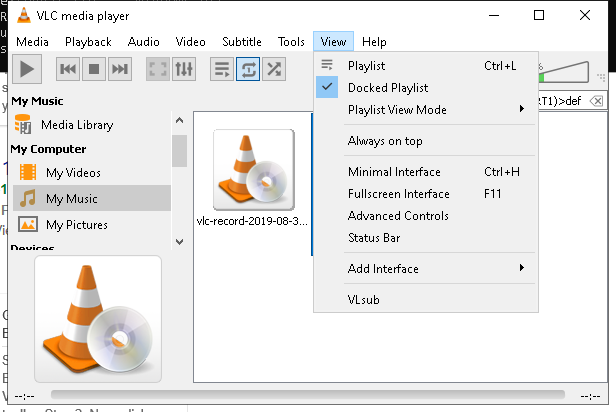 VLC media player
Media Playback Audio Video Subtitle Tools View Help
Playlist Ctrl+L
Docked Playlist
Playlist View Mode
Always on top
Minimal Interface Ctrl+H
Fullscreen Interface F11
Advanced Controls
Status Bar
Add Interface
VLsub
%
RT1)>def
My Music
Media Library
My Computer
My Videos
My Music
My Pictures
Devices
vlc-record-2019-08-3...
--:-- --:--